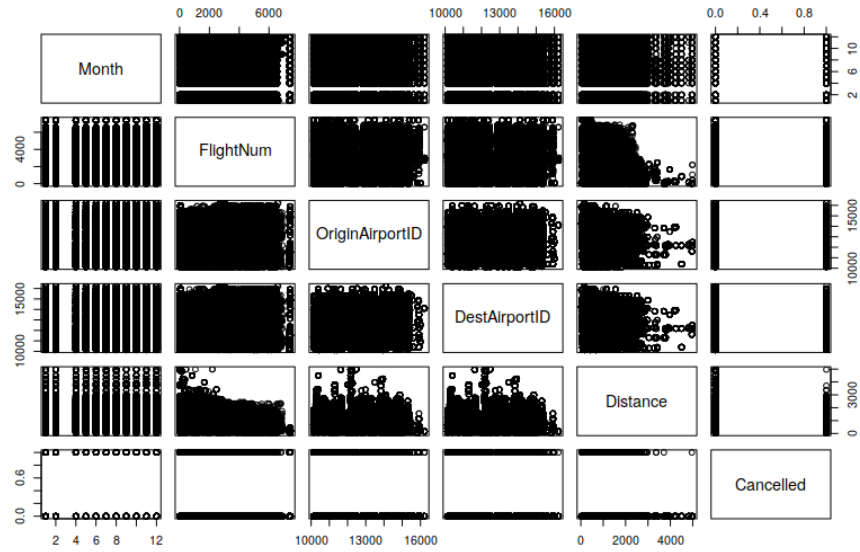 0 2000 6000
10000 13000 16000
0.0 0.4 0.8
Month
2 6 10
0 4000
FlightNum
OriginAirportID
10000 15000
10000 15000
DestAirportID
Distance
0 3000
0.0 0.6
Cancelled
2 4 6 8 12
10000 13000 16000
0 2000 4000